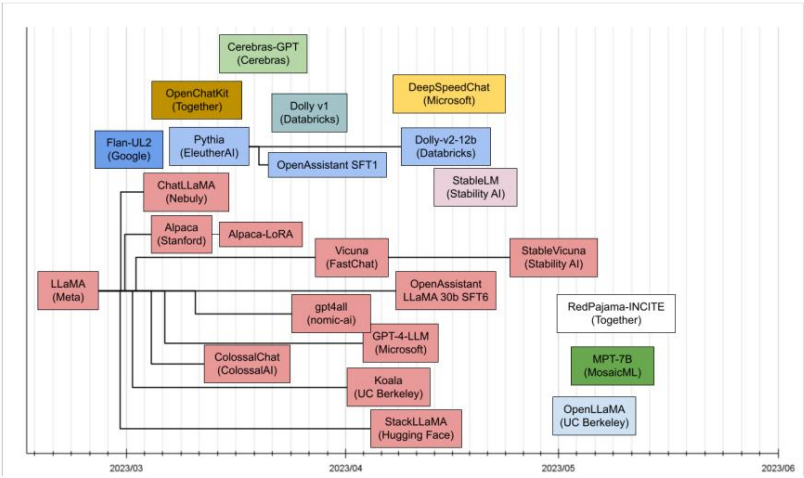 Cerebras-GPT
(Cerebras)
OpenChatKit
(Together)
Dolly v1
(Databricks)
DeepSpeedChat
(Microsoft)
Flan-UL2
(Google)
Pythia
(EleutherAI)
OpenAssistant SFT1
Dolly-v2-12b
(Databricks)
StableLM
(Stability AI)
ChatLLaMA
(Nebuly)
Alpaca
(Stanford)
Alpaca-LoRA
Vicuna
(FastChat)
StableVicuna
(Stability AI)
LLaMA
(Meta)
OpenAssistant
LLaMA 30b SFT6
gpt4all
(nomic-ai)
RedPajama-INCITE
(Together)
GPT-4-LLM
(Microsoft)
ColossalChat
(ColossalAI)
MPT-7B
(MosaicML)
Koala
(UC Berkeley)
OpenLLaMA
(UC Berkeley)
StackLLaMA
(Hugging Face)
2023/03
2023/04
2023/05
2023/06